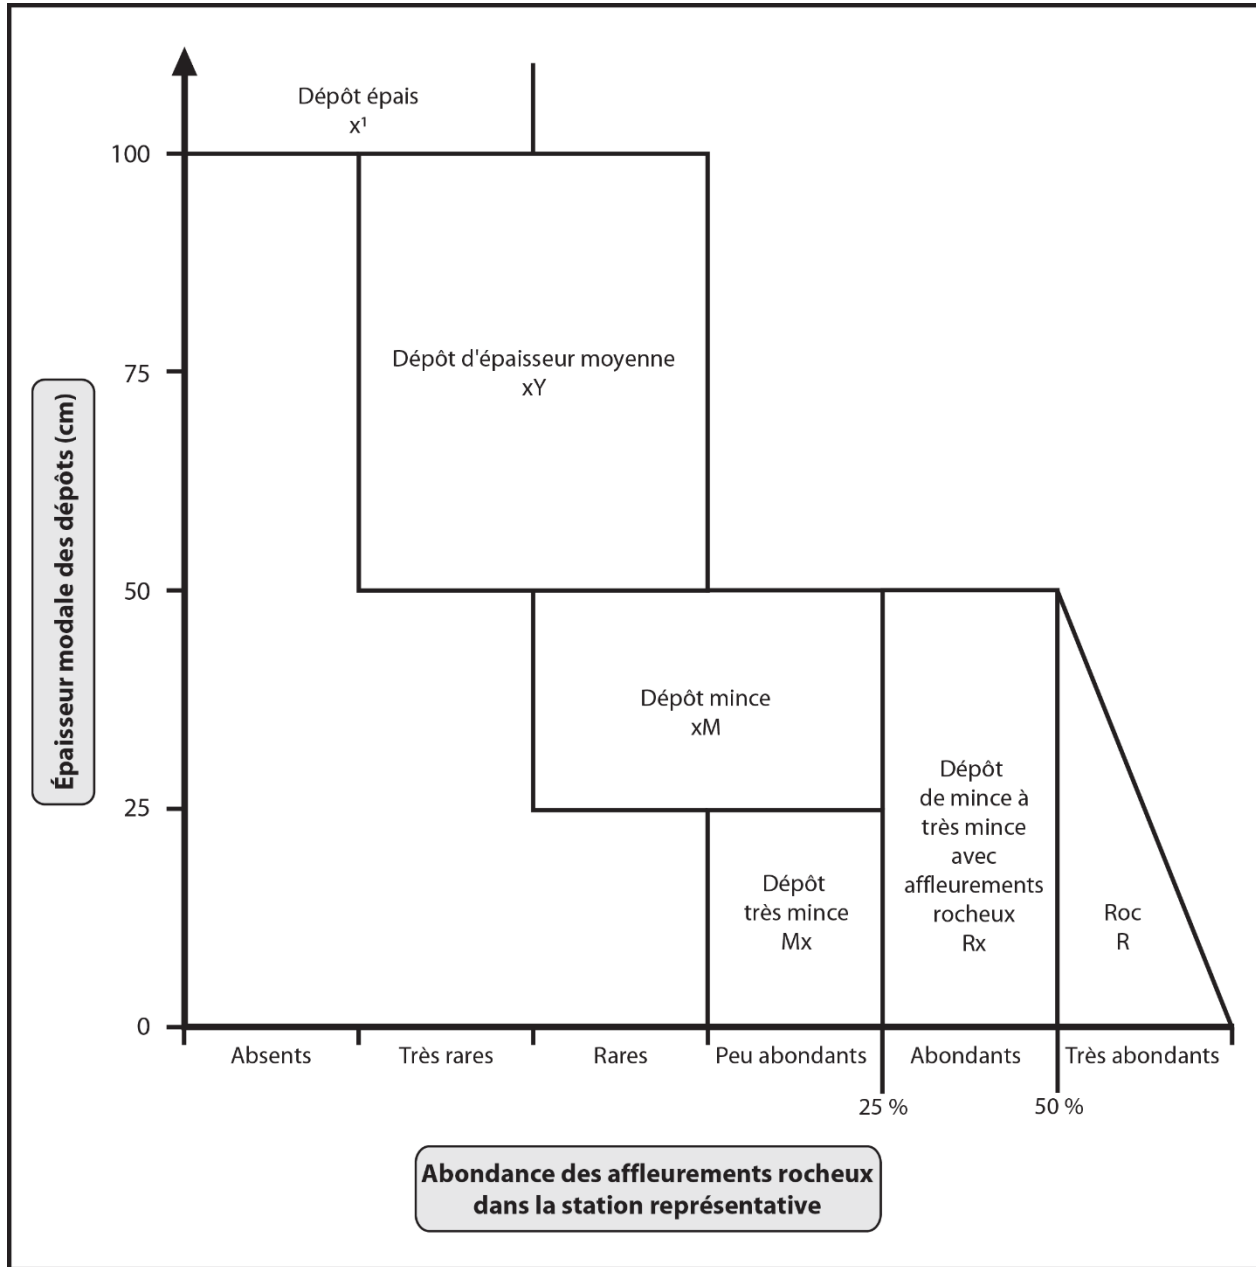 Dépôt épais
x¹
100
Dépôt d'épaisseur moyenne
xY
75
Épaisseur modale des dépôts (cm)
50
Dépôt mince
xM
25
Dépôt
de mince à
très mince
avec
affleurements
rocheux
Rx
Dépôt
très mince
Mx
Roc
R
0
Absents
Très rares
Rares
Peu abondants
Abondants
Très abondants
25 %
50 %
Abondance des affleurements rocheux
dans la station représentative